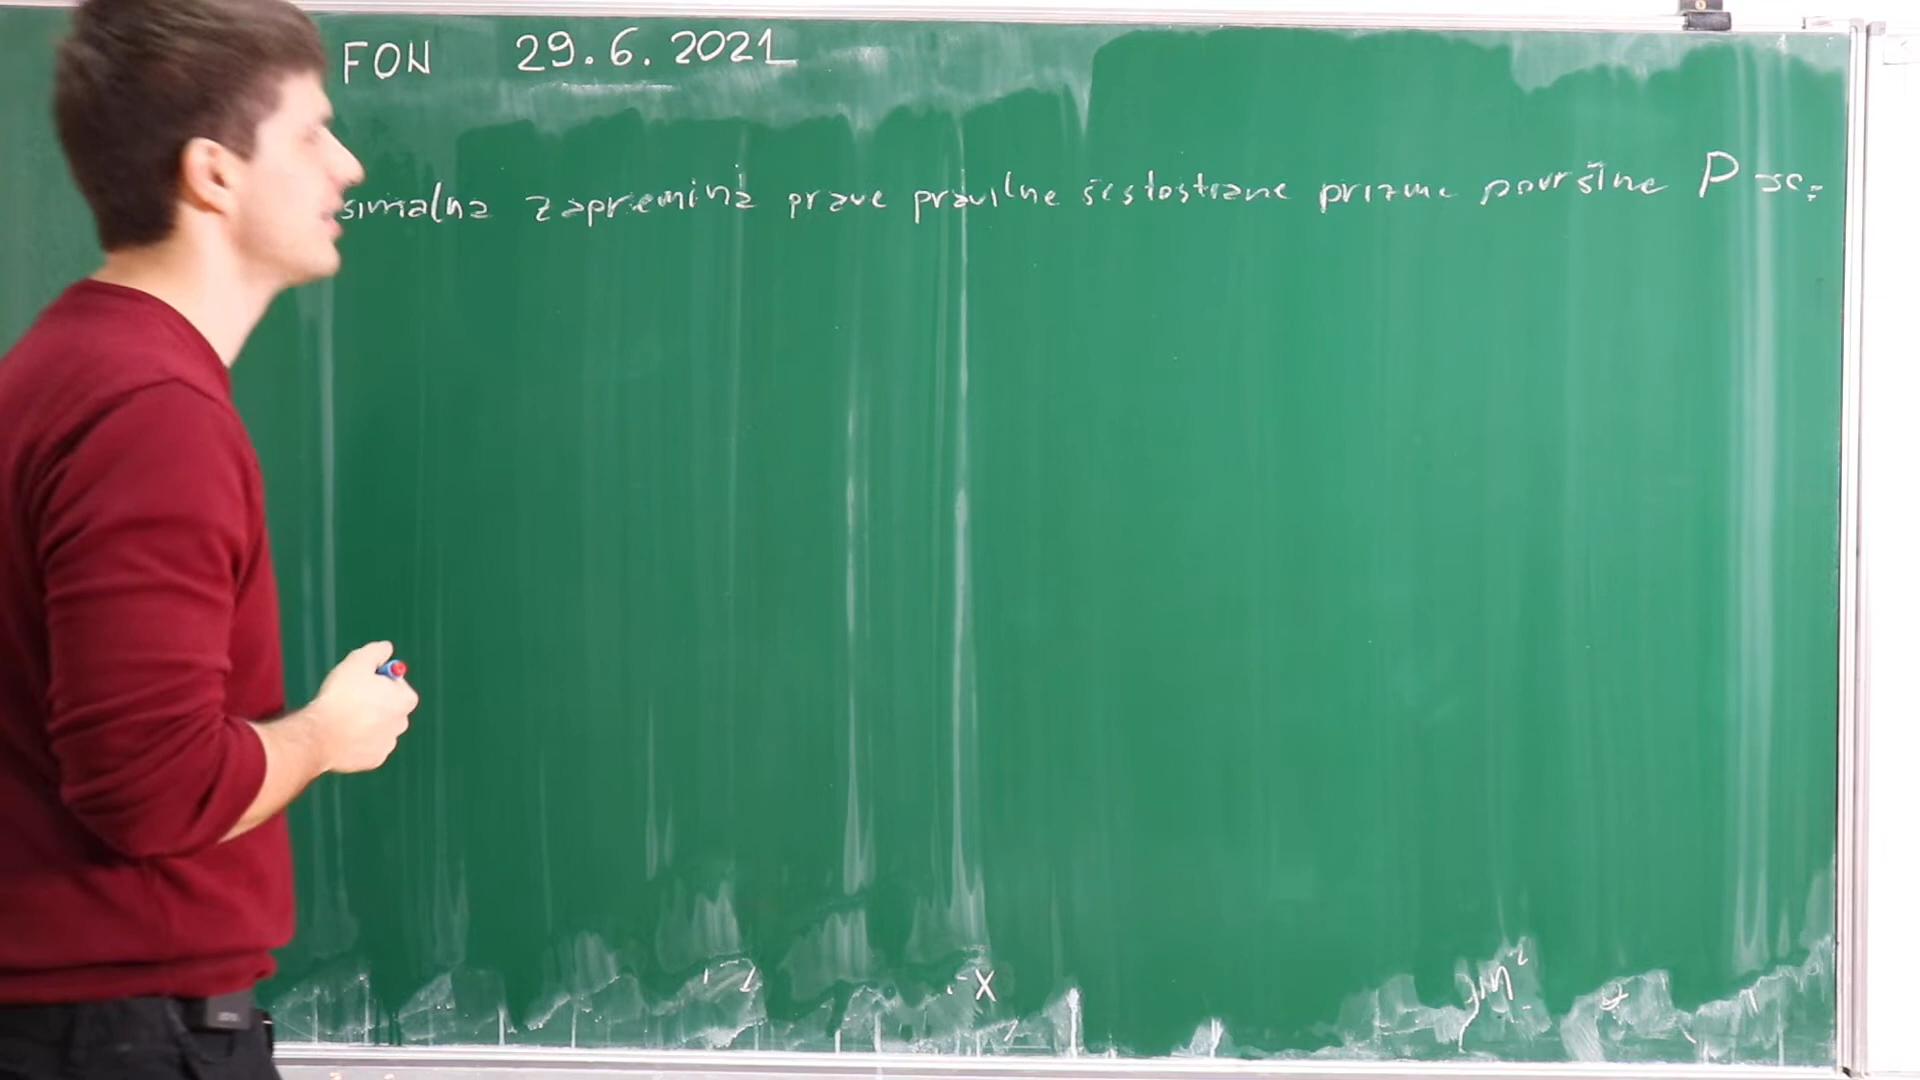 FON 29.6.2021
simalna zapremina prave pravilne šestostrane prizme površine P je: